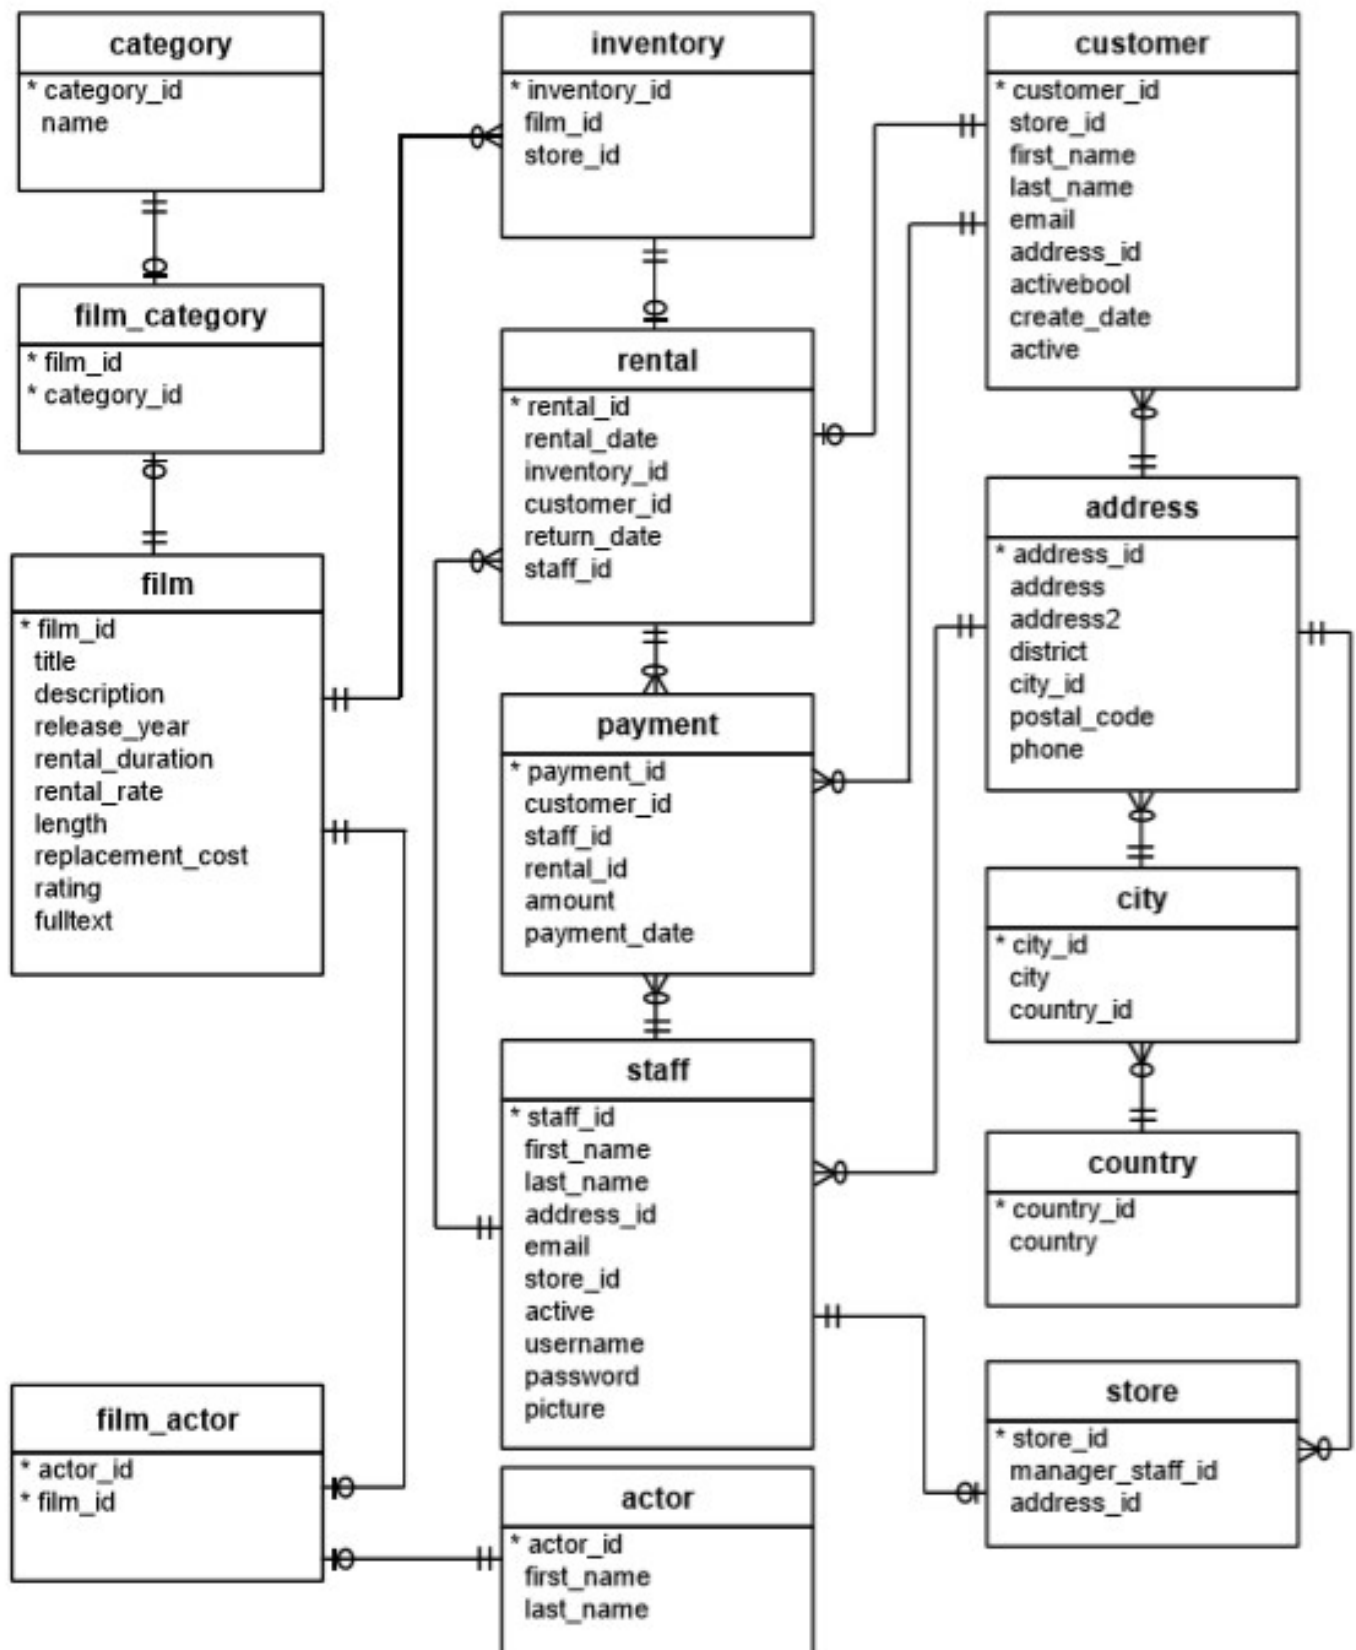 category
* category_id
name
film_category
* film_id
* category_id
film
* film_id
title
description
release_year
rental_duration
rental_rate
length
replacement_cost
rating
fulltext
film_actor
* actor_id
* film_id
inventory
* inventory_id
film_id
store_id
rental
* rental_id
rental_date
inventory_id
customer_id
return_date
staff_id
payment
* payment_id
customer_id
staff_id
rental_id
amount
payment_date
staff
* staff_id
first_name
last_name
address_id
email
store_id
active
username
password
picture
actor
* actor_id
first_name
last_name
customer
* customer_id
store_id
first_name
last_name
email
address_id
activebool
create_date
active
address
* address_id
address
address2
district
city_id
postal_code
phone
city
* city_id
city
country_id
country
* country_id
country
store
* store_id
manager_staff_id
address_id